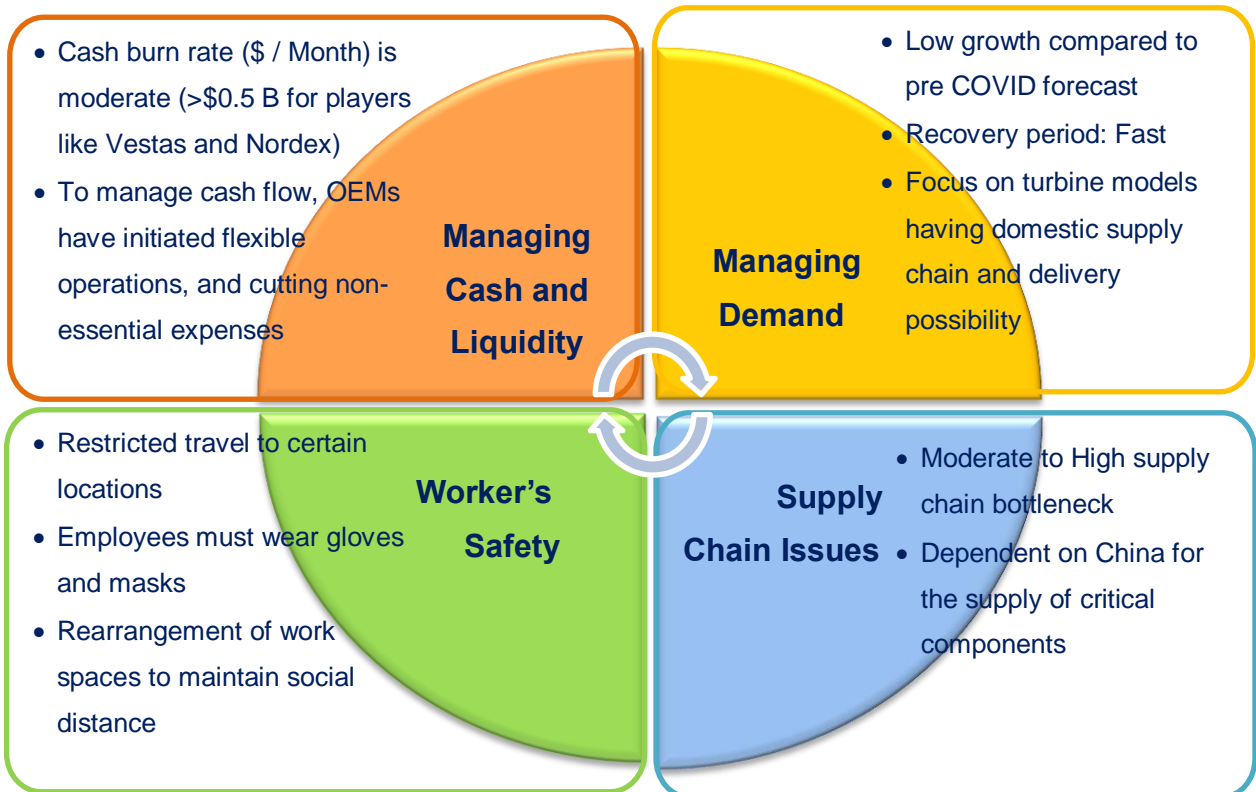 • Cash burn rate ($ / Month) is
moderate (>$0.5 B for players
like Vestas and Nordex)
• To manage cash flow, OEMs
have initiated flexible
operations, and cutting non-
essential expenses
Managing
Cash and
Liquidity
• Low growth compared to
pre COVID forecast
• Recovery period: Fast
• Focus on turbine models
having domestic supply
chain and delivery
possibility
Managing
Demand
• Restricted travel to certain
locations
• Employees must wear gloves
and masks
• Rearrangement of work
spaces to maintain social
distance
Worker’s
Safety
• Moderate to High supply
chain bottleneck
• Dependent on China for
the supply of critical
components
Supply
Chain Issues